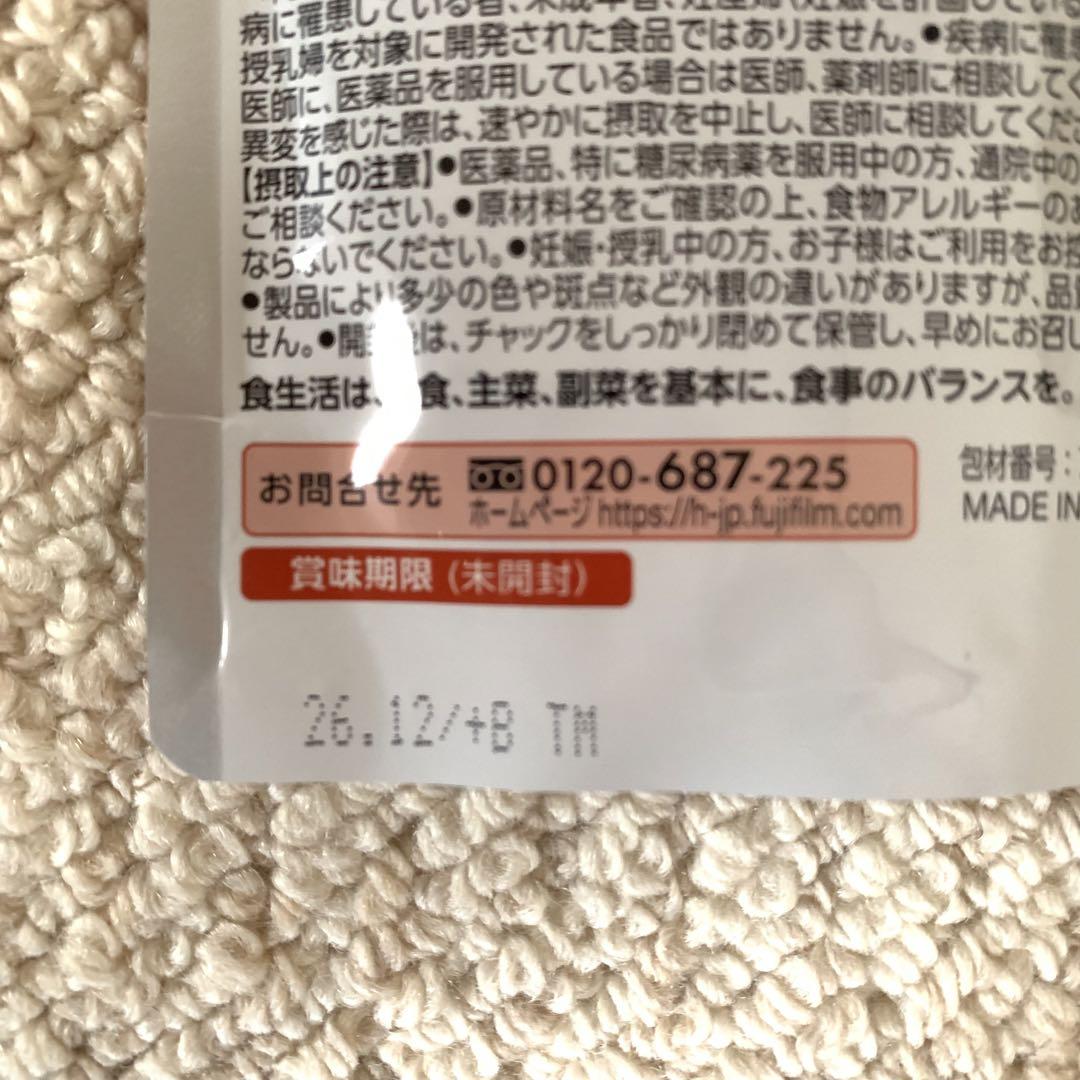 病に罹患している者、未成年者、妊産婦（妊娠を計画している
授乳婦を対象に開発された食品ではありません。●疾病に罹患
医師に、医薬品を服用している場合は医師、薬剤師に相談してく
異変を感じた際は、速やかに摂取を中止し、医師に相談してくださ
【摂取上の注意】●医薬品、特に糖尿病薬を服用中の方、通院中の
ご相談ください。●原材料名をご確認の上、食物アレルギーのあ
ならないでください。●妊娠・授乳中の方、お子様はご利用をお控
●製品により多少の色や斑点など外観の違いがありますが、品質
せん。●開封後は、チャックをしっかり閉めて保管し、早めにお召し
食生活は、食、主菜、副菜を基本に、食事のバランスを。
お問合せ先 0120-687-225
ホームページ https://h-jp.fujifilm.com
包材番号：
MADE IN
賞味期限（未開封）
26.12/+B TM